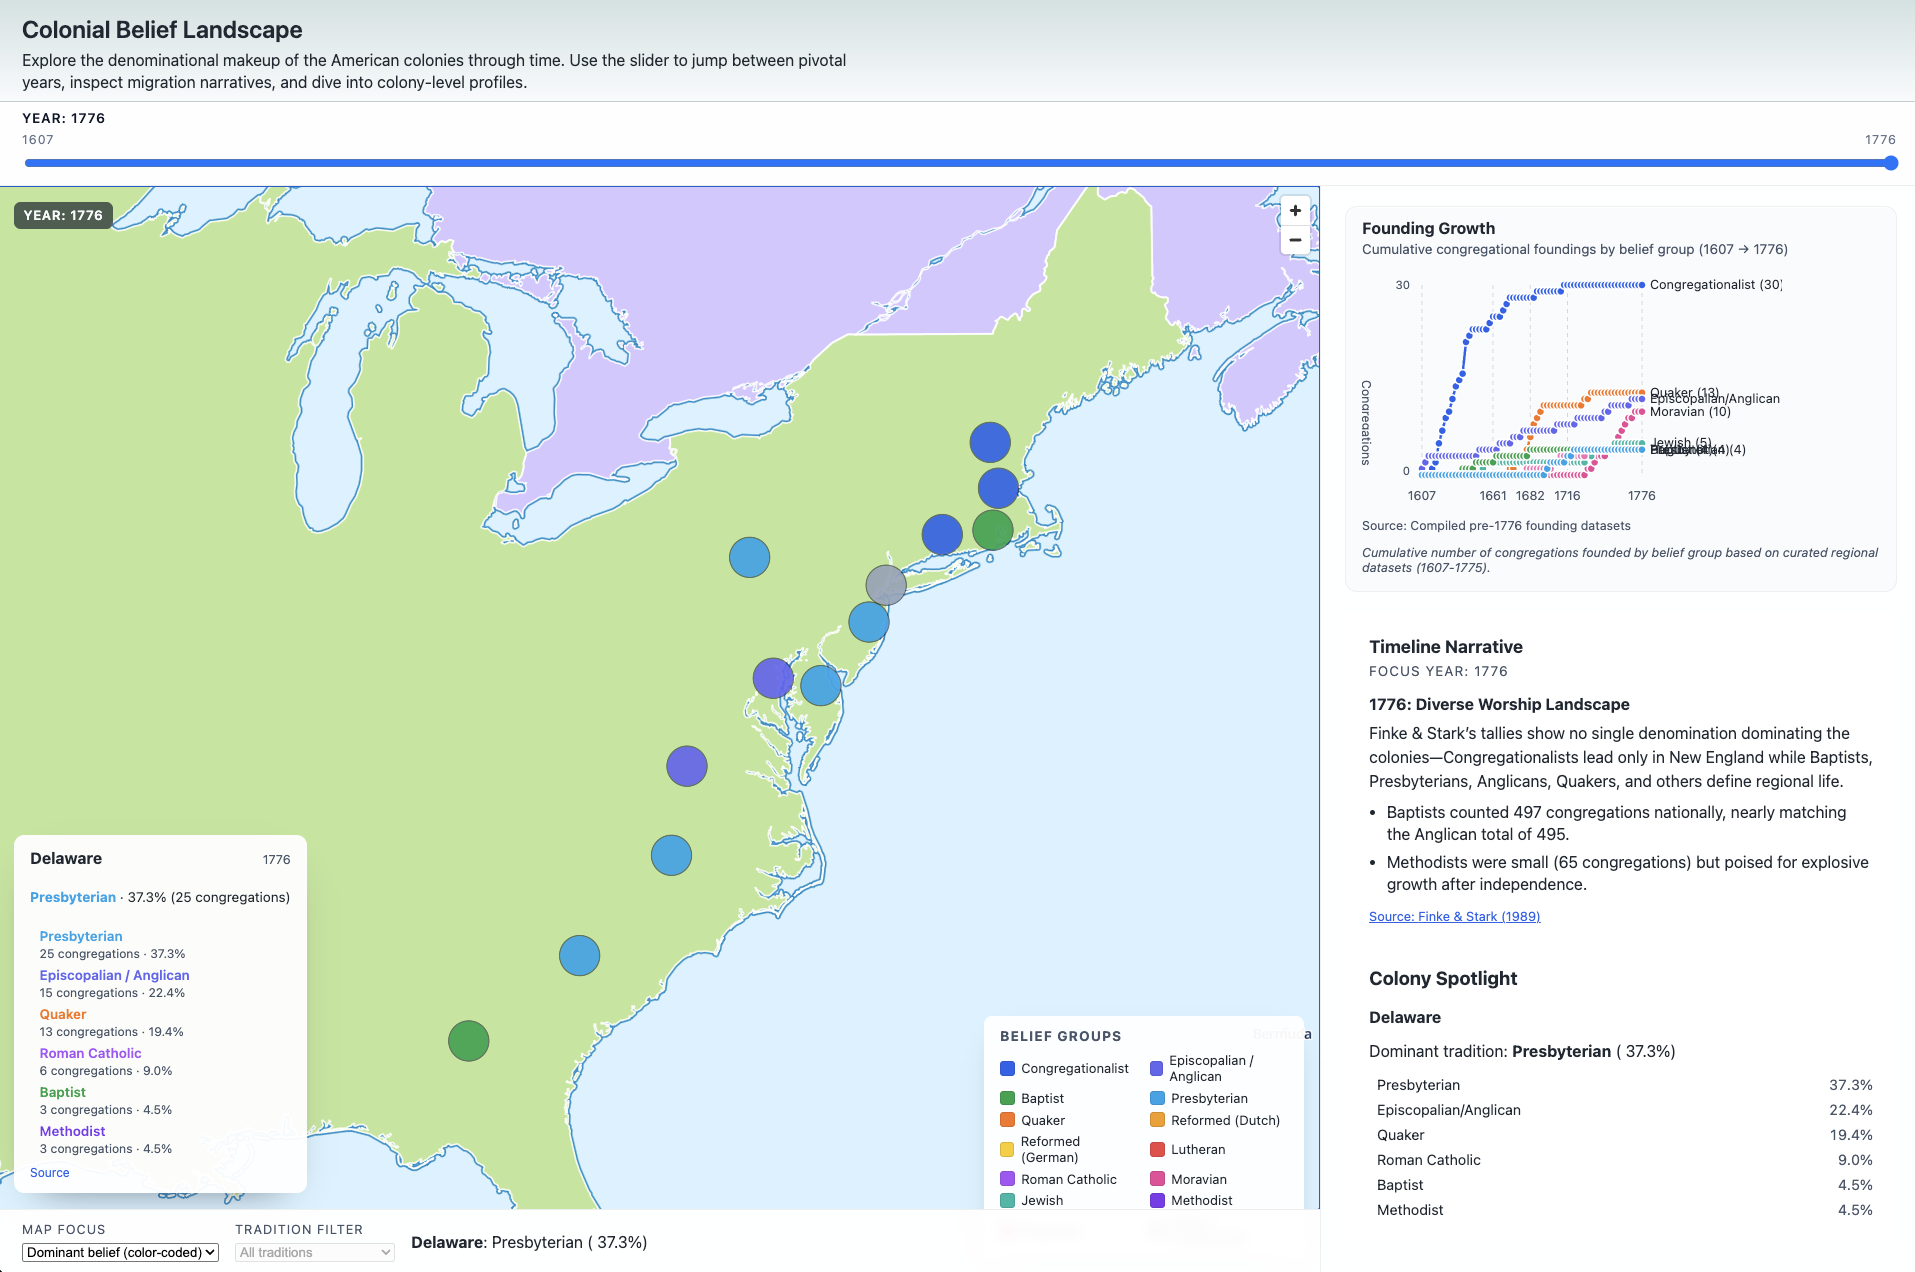 Colonial Belief Landscape
Explore the denominational makeup of the American colonies through time. Use the slider to jump between pivotal
years, inspect migration narratives, and dive into colony-level profiles.
YEAR: 1776
1607
1776
YEAR: 1776
+
−
Delaware
1776
Presbyterian · 37.3% (25 congregations)
Presbyterian
25 congregations · 37.3%
Episcopalian / Anglican
15 congregations · 22.4%
Quaker
13 congregations · 19.4%
Roman Catholic
6 congregations · 9.0%
Baptist
3 congregations · 4.5%
Methodist
3 congregations · 4.5%
Source
Bermuda
BELIEF GROUPS
Congregationalist
Episcopalian /
Anglican
Baptist
Presbyterian
Quaker
Reformed (Dutch)
Reformed
(German)
Lutheran
Roman Catholic
Moravian
Jewish
Methodist
MAP FOCUS
Dominant belief (color-coded)
TRADITION FILTER
All traditions
Delaware: Presbyterian ( 37.3%)
Founding Growth
Cumulative congregational foundings by belief group (1607 → 1776)
30
0
Congregations
Congregationalist (30)
Quaker (13)
Episcopalian/Anglican
Moravian (10)
Jewish (5)
1607
1661
1682
1716
1776
Source: Compiled pre-1776 founding datasets
Cumulative number of congregations founded by belief group based on curated regional
datasets (1607-1775).
Timeline Narrative
FOCUS YEAR: 1776
1776: Diverse Worship Landscape
Finke & Stark’s tallies show no single denomination dominating the
colonies—Congregationalists lead only in New England while Baptists,
Presbyterians, Anglicans, Quakers, and others define regional life.
• Baptists counted 497 congregations nationally, nearly matching
the Anglican total of 495.
• Methodists were small (65 congregations) but poised for explosive
growth after independence.
Source: Finke & Stark (1989)
Colony Spotlight
Delaware
Dominant tradition: Presbyterian ( 37.3%)
Presbyterian 37.3%
Episcopalian/Anglican 22.4%
Quaker 19.4%
Roman Catholic 9.0%
Baptist 4.5%
Methodist 4.5%